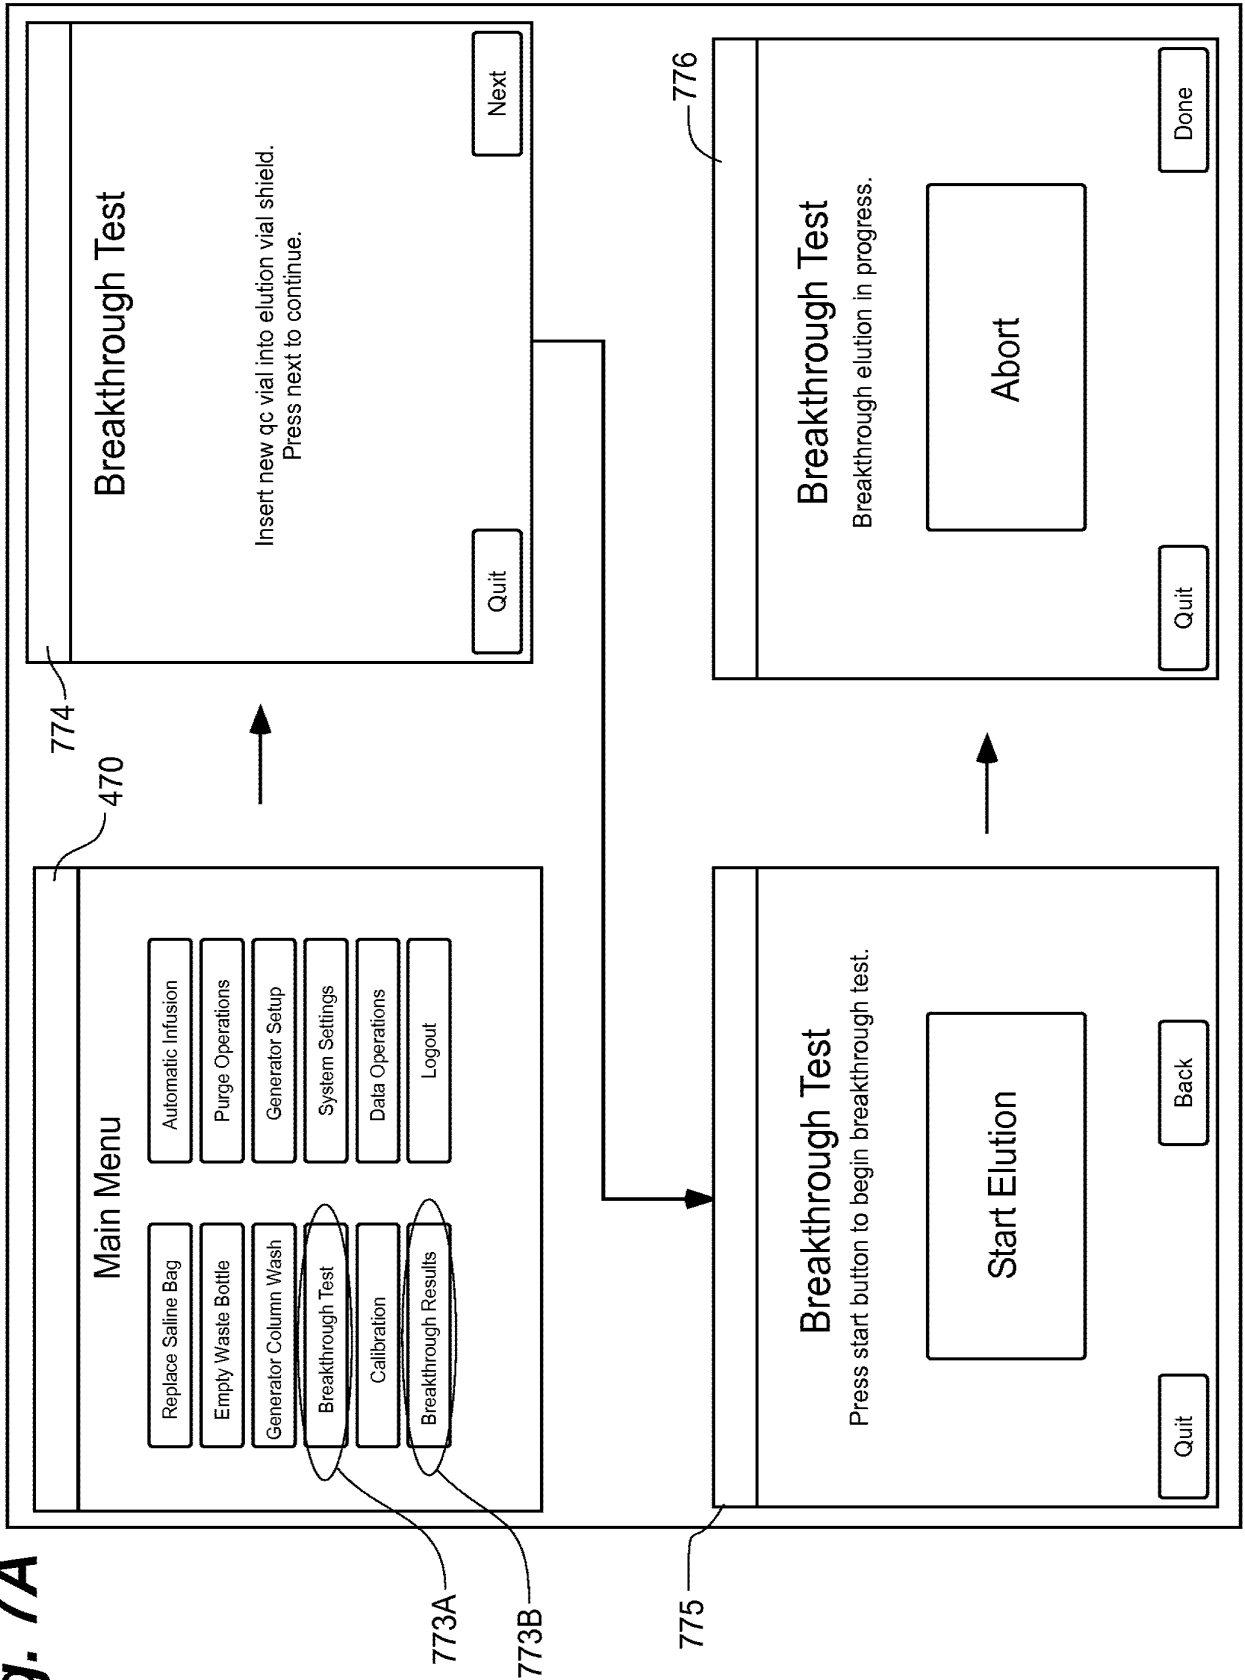 470
Main Menu
Replace Saline Bag
Automatic Infusion
Empty Waste Bottle
Purge Operations
Generator Column Wash
Generator Setup
Breakthrough Test
System Settings
Calibration
Data Operations
Breakthrough Results
Logout
773A
773B
774
Breakthrough Test
Insert new qc vial into elution vial shield.
Press next to continue.
Quit
Next
775
Breakthrough Test
Press start button to begin breakthrough test.
Start Elution
Quit
Back
776
Breakthrough Test
Breakthrough elution in progress.
Abort
Quit
Done
g. 7A